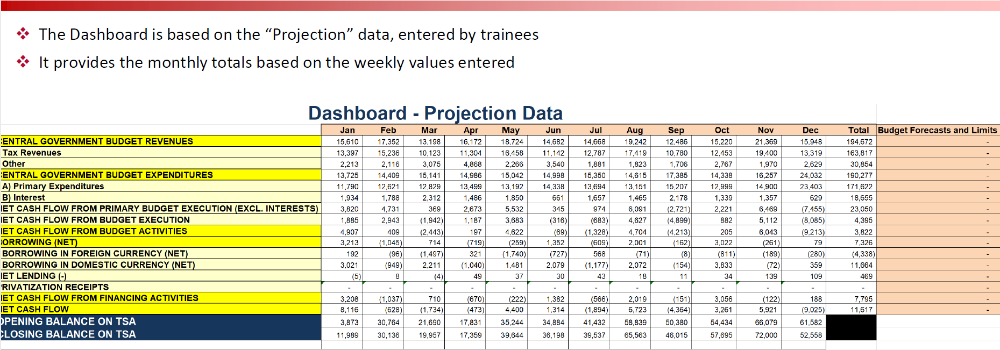 The Dashboard is based on the “Projection” data, entered by trainees
It provides the monthly totals based on the weekly values entered
Dashboard - Projection Data
Jan Feb Mar Apr May Jun Jul Aug Sep Oct Nov Dec Total Budget Forecasts and Limits
ENTRAL GOVERNMENT BUDGET REVENUES 15,610 17,352 13,198 16,172 18,724 14,682 14,668 19,242 12,486 15,220 21,369 15,948 194,672 -
Tax Revenues 13,397 15,236 10,123 11,304 16,458 11,142 12,787 17,419 10,780 12,453 19,400 13,319 163,817 -
Other 2,213 2,116 3,075 4,868 2,266 3,540 1,881 1,823 1,706 2,767 1,970 2,629 30,854 -
ENTRAL GOVERNMENT BUDGET EXPENDITURES 13,725 14,409 15,141 14,986 15,042 14,998 15,350 14,615 17,385 14,338 16,257 24,032 190,277 -
A) Primary Expenditures 11,790 12,621 12,829 13,499 13,192 14,338 13,694 13,151 15,207 12,999 14,900 23,403 171,622 -
B) Interest 1,934 1,788 2,312 1,486 1,850 661 1,657 1,465 2,178 1,339 1,357 629 18,655 -
ET CASH FLOW FROM PRIMARY BUDGET EXECUTION (EXCL. INTERESTS) 3,820 4,731 369 2,673 5,532 345 974 6,091 (2,721) 2,221 6,469 (7,455) 23,050 -
ET CASH FLOW FROM BUDGET EXECUTION 1,885 2,943 (1,942) 1,187 3,683 (316) (683) 4,627 (4,899) 882 5,112 (8,085) 4,395 -
ET CASH FLOW FROM BUDGET ACTIVITIES 4,907 409 (2,443) 197 4,622 (69) (1,328) 4,704 (4,213) 205 6,043 (9,213) 3,822 -
ORROWING (NET) 3,213 (1,045) 714 (719) (259) 1,352 (609) 2,001 (162) 3,022 (261) 79 7,326 -
BORROWING IN FOREIGN CURRENCY (NET) 192 (96) (1,497) 321 (1,740) (727) 568 (71) (8) (811) (189) (280) (4,338) -
BORROWING IN DOMESTIC CURRENCY (NET) 3,021 (949) 2,211 (1,040) 1,481 2,079 (1,177) 2,072 (154) 3,833 (72) 359 11,664 -
ET LENDING (-) (5) 8 (4) 49 37 30 43 18 11 34 139 109 469 -
RIVATIZATION RECEIPTS - - - - - - - - - - - - - -
ET CASH FLOW FROM FINANCING ACTIVITIES 3,208 (1,037) 710 (670) (222) 1,382 (566) 2,019 (151) 3,056 (122) 188 7,795 -
ET CASH FLOW 8,116 (628) (1,734) (473) 4,400 1,314 (1,894) 6,723 (4,364) 3,261 5,921 (9,025) 11,617 -
OPENING BALANCE ON TSA 3,873 30,764 21,690 17,831 35,244 34,884 41,432 58,839 50,380 54,434 66,079 61,582
CLOSING BALANCE ON TSA 11,989 30,136 19,957 17,359 39,644 36,198 39,537 65,563 46,015 57,695 72,000 52,558